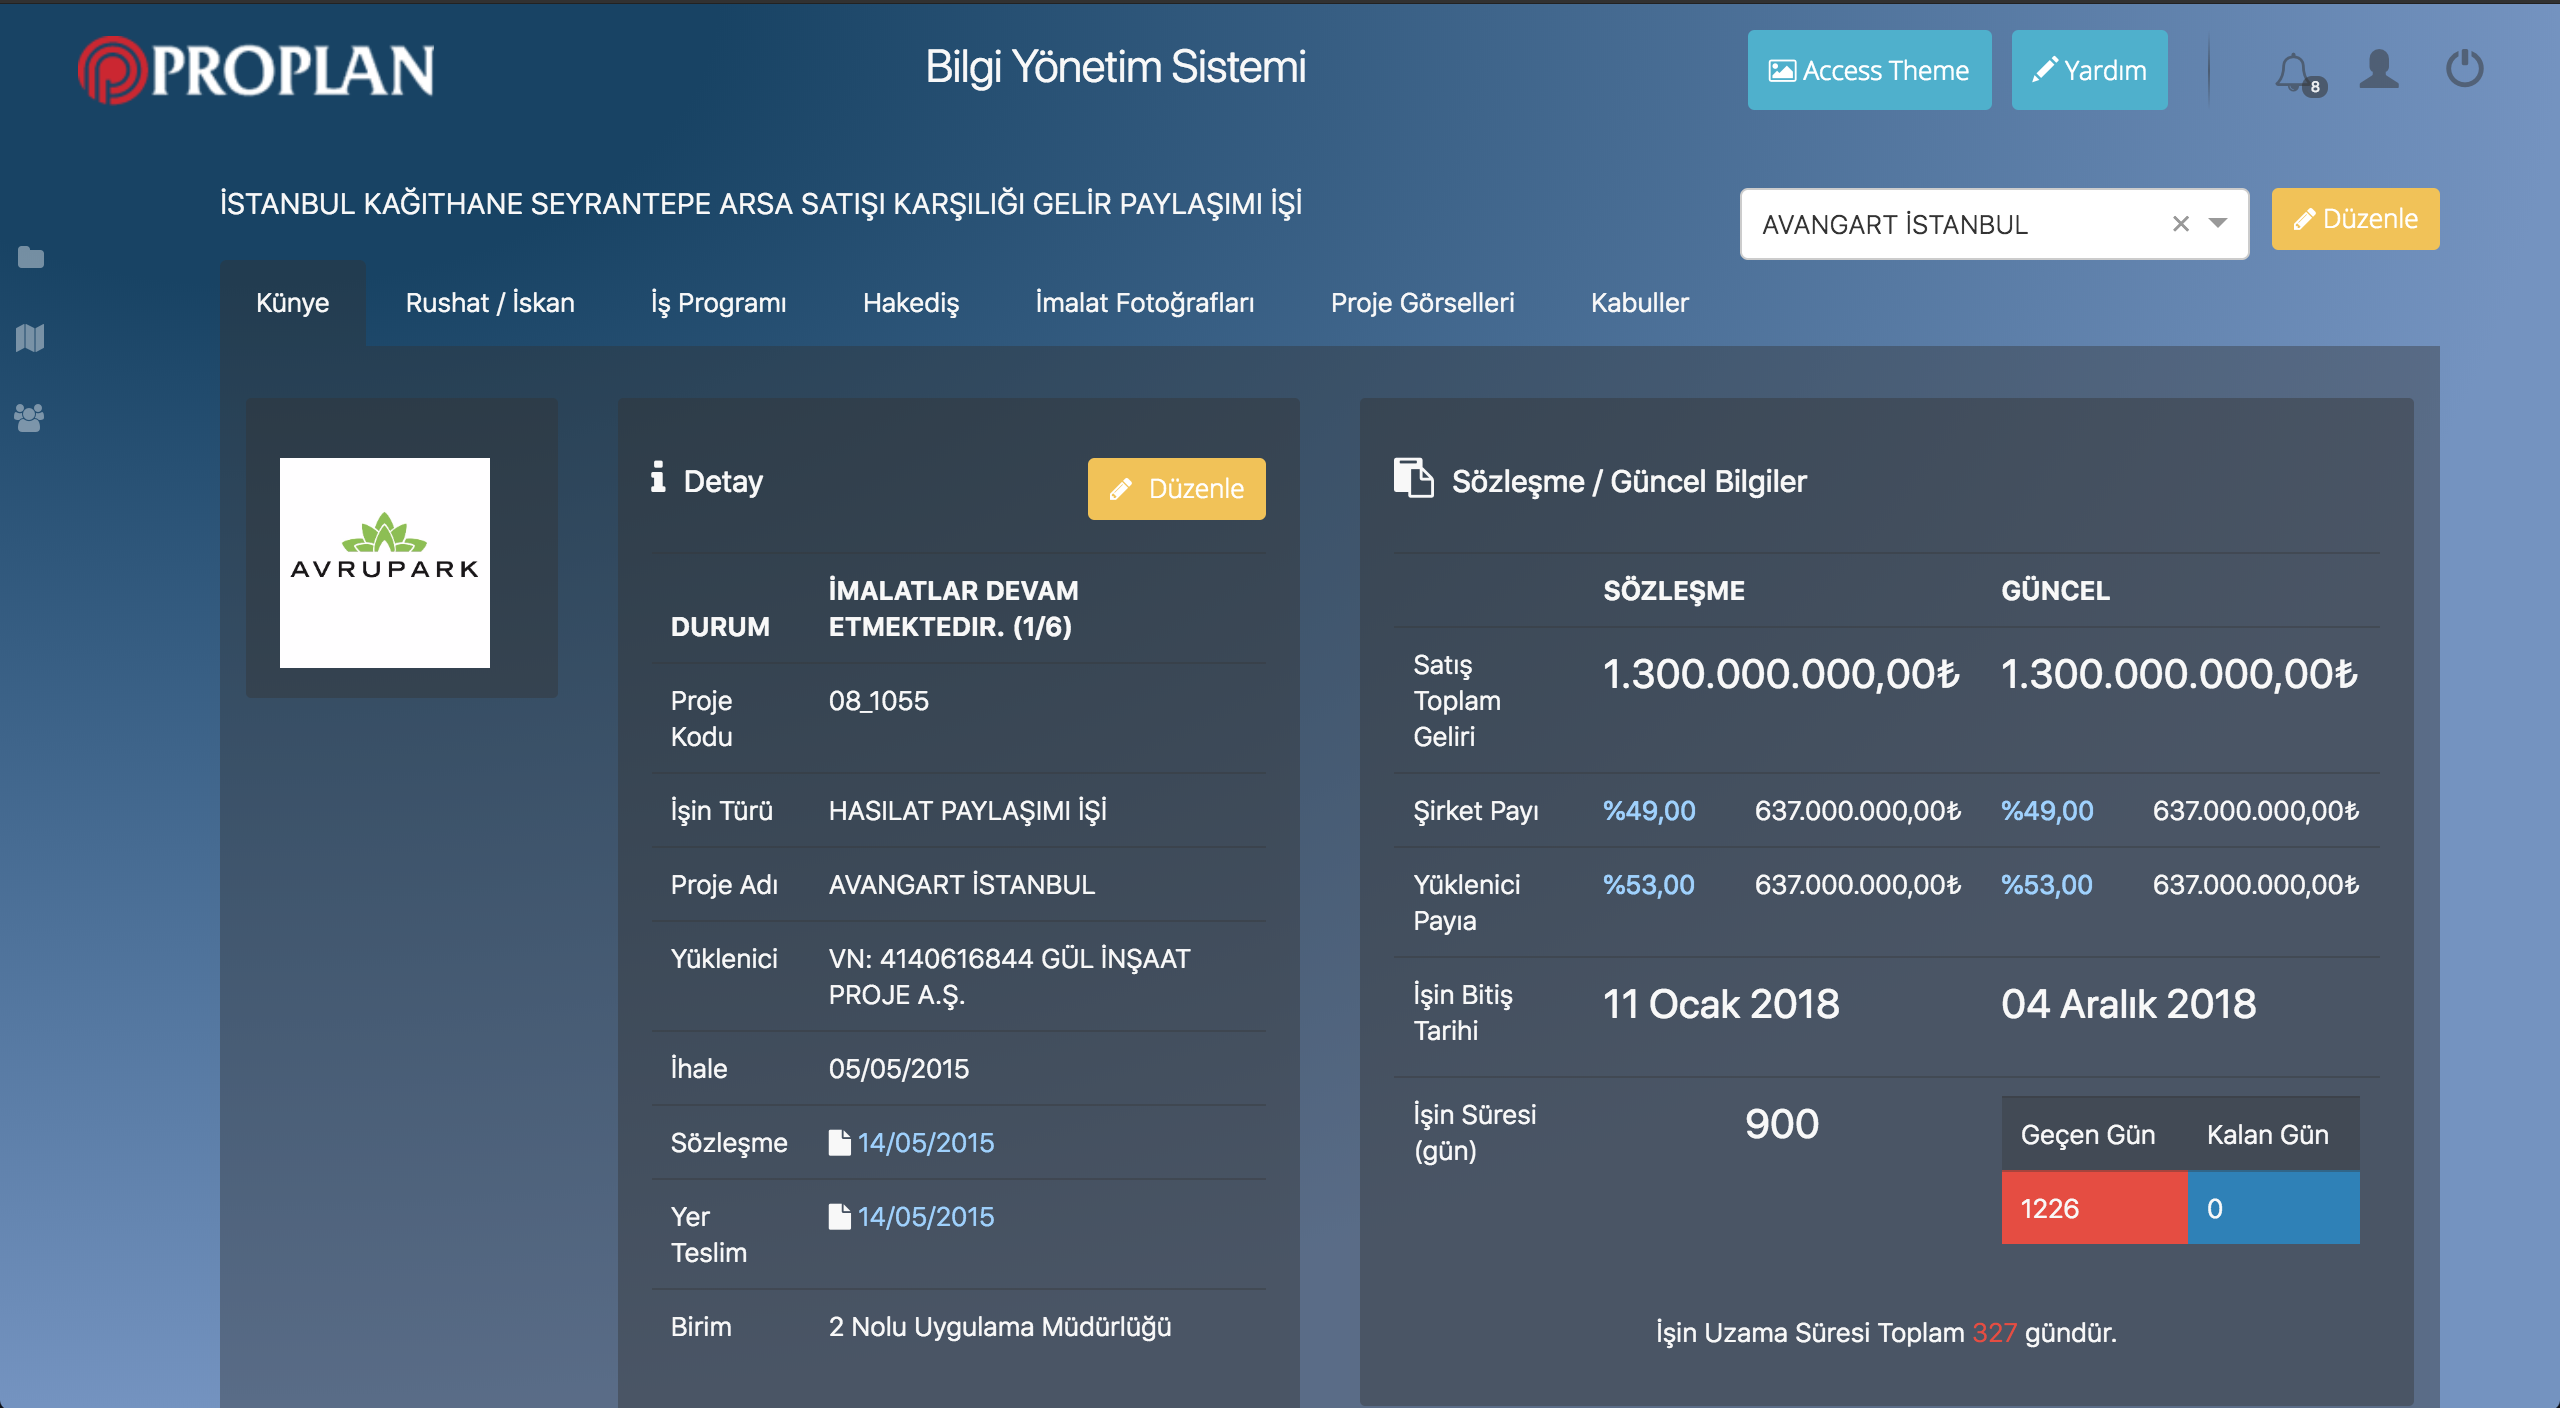 PROPLAN
Bilgi Yönetim Sistemi
Access Theme
Yardım
8
İSTANBUL KAĞITHANE SEYRANTEPE ARSA SATIŞI KARŞILIĞI GELİR PAYLAŞIMI İŞİ
AVANGART İSTANBUL
Düzenle
Künye
Rushat / İskan
İş Programı
Hakediş
İmalat Fotoğrafları
Proje Görselleri
Kabuller
AVRUPARK
Detay
Düzenle
DURUM
İMALATLAR DEVAM
ETMEKTEDIR. (1/6)
Proje
Kodu
08_1055
İşin Türü
HASILAT PAYLAŞIMI İŞİ
Proje Adı
AVANGART İSTANBUL
Yüklenici
VN: 4140616844 GÜL İNŞAAT
PROJE A.Ş.
İhale
05/05/2015
Sözleşme
14/05/2015
Yer
Teslim
14/05/2015
Birim
2 Nolu Uygulama Müdürlüğü
Sözleşme / Güncel Bilgiler
SÖZLEŞME
GÜNCEL
Satış
Toplam
Geliri
1.300.000.000,00₺
1.300.000.000,00₺
Şirket Payı
%49,00
637.000.000,00₺
%49,00
637.000.000,00₺
Yüklenici
Payıa
%53,00
637.000.000,00₺
%53,00
637.000.000,00₺
İşin Bitiş
Tarihi
11 Ocak 2018
04 Aralık 2018
İşin Süresi
(gün)
900
Geçen Gün
Kalan Gün
1226
0
İşin Uzama Süresi Toplam 327 gündür.